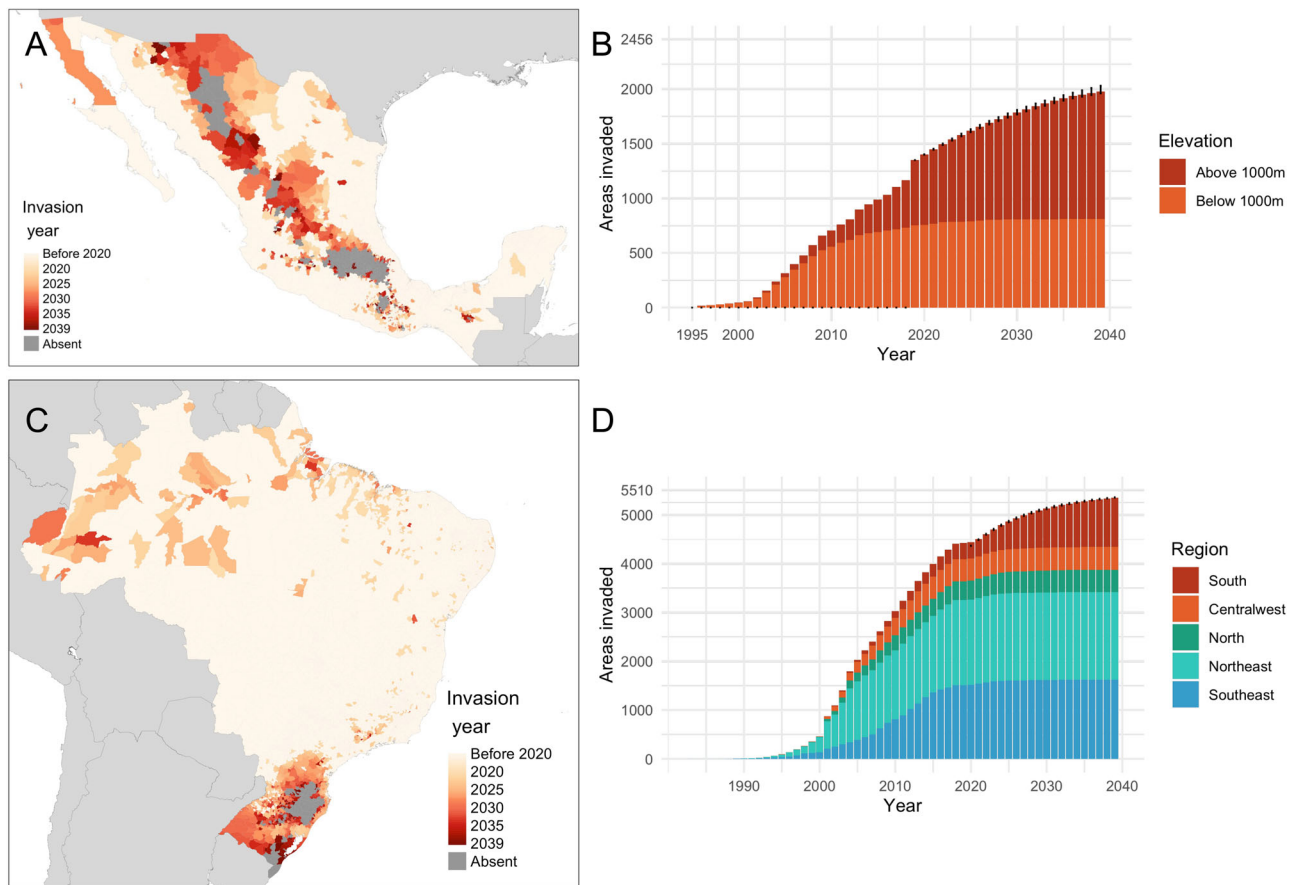 A
Invasion
year
Before 2020
2020
2025
2030
2035
2039
Absent
B
2456
2000
1500
1000
500
0
Areas invaded
1995
2000
2010
2020
2030
2040
Year
Elevation
Above 1000m
Below 1000m
C
Invasion
year
Before 2020
2020
2025
2030
2035
2039
Absent
D
5510
5000
4000
3000
2000
1000
0
Areas invaded
1990
2000
2010
2020
2030
2040
Year
Region
South
Centralwest
North
Northeast
Southeast